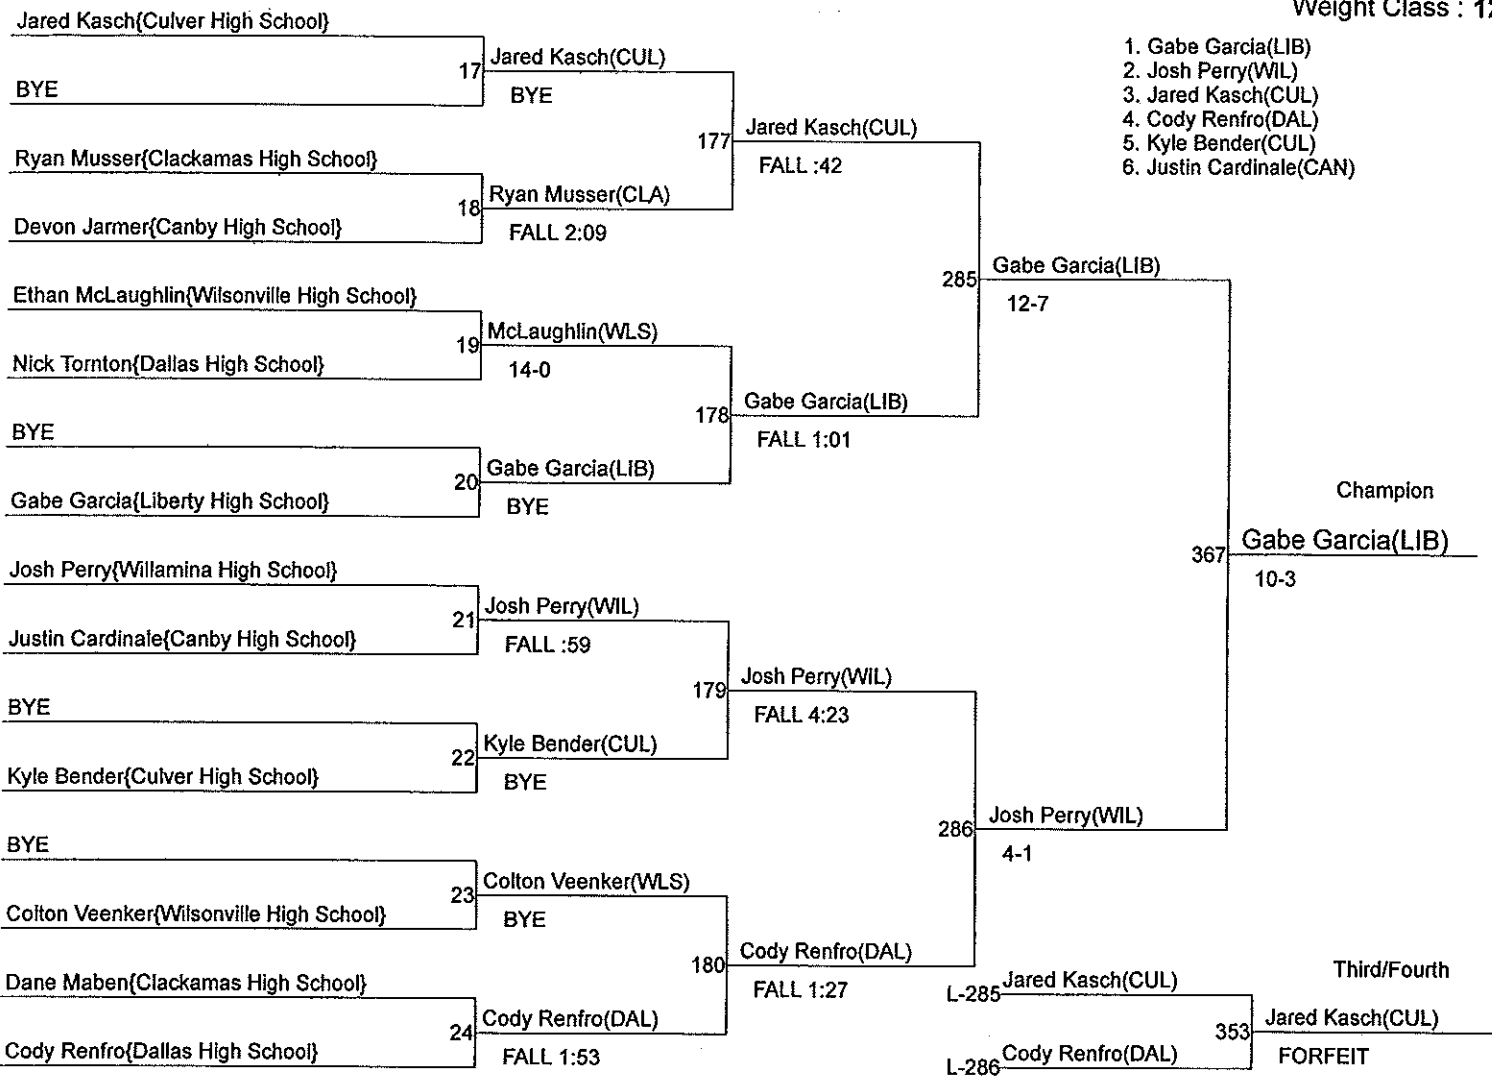 Weight Class :
1. Gabe Garcia(LIB)
2. Josh Perry(WIL)
3. Jared Kasch(CUL)
4. Cody Renfro(DAL)
5. Kyle Bender(CUL)
6. Justin Cardinale(CAN)
Jared Kasch{Culver High School}
BYE
17 Jared Kasch(CUL)
BYE
Ryan Musser{Clackamas High School}
Devon Jarmer{Canby High School}
18 Ryan Musser(CLA)
FALL 2:09
177 Jared Kasch(CUL)
FALL :42
Ethan McLaughlin{Wilsonville High School}
Nick Tornton{Dallas High School}
19 McLaughlin(WLS)
14-0
BYE
Gabe Garcia{Liberty High School}
20 Gabe Garcia(LIB)
BYE
178 Gabe Garcia(LIB)
FALL 1:01
285 Gabe Garcia(LIB)
12-7
Josh Perry{Willamina High School}
Justin Cardinale{Canby High School}
21 Josh Perry(WIL)
FALL :59
BYE
Kyle Bender{Culver High School}
22 Kyle Bender(CUL)
BYE
179 Josh Perry(WIL)
FALL 4:23
BYE
Colton Veenker{Wilsonville High School}
23 Colton Veenker(WLS)
BYE
Dane Maben{Clackamas High School}
Cody Renfro{Dallas High School}
24 Cody Renfro(DAL)
FALL 1:53
180 Cody Renfro(DAL)
FALL 1:27
286 Josh Perry(WIL)
4-1
Champion
367 Gabe Garcia(LIB)
10-3
Third/Fourth
L-285 Jared Kasch(CUL)
L-286 Cody Renfro(DAL)
353 Jared Kasch(CUL)
FORFEIT